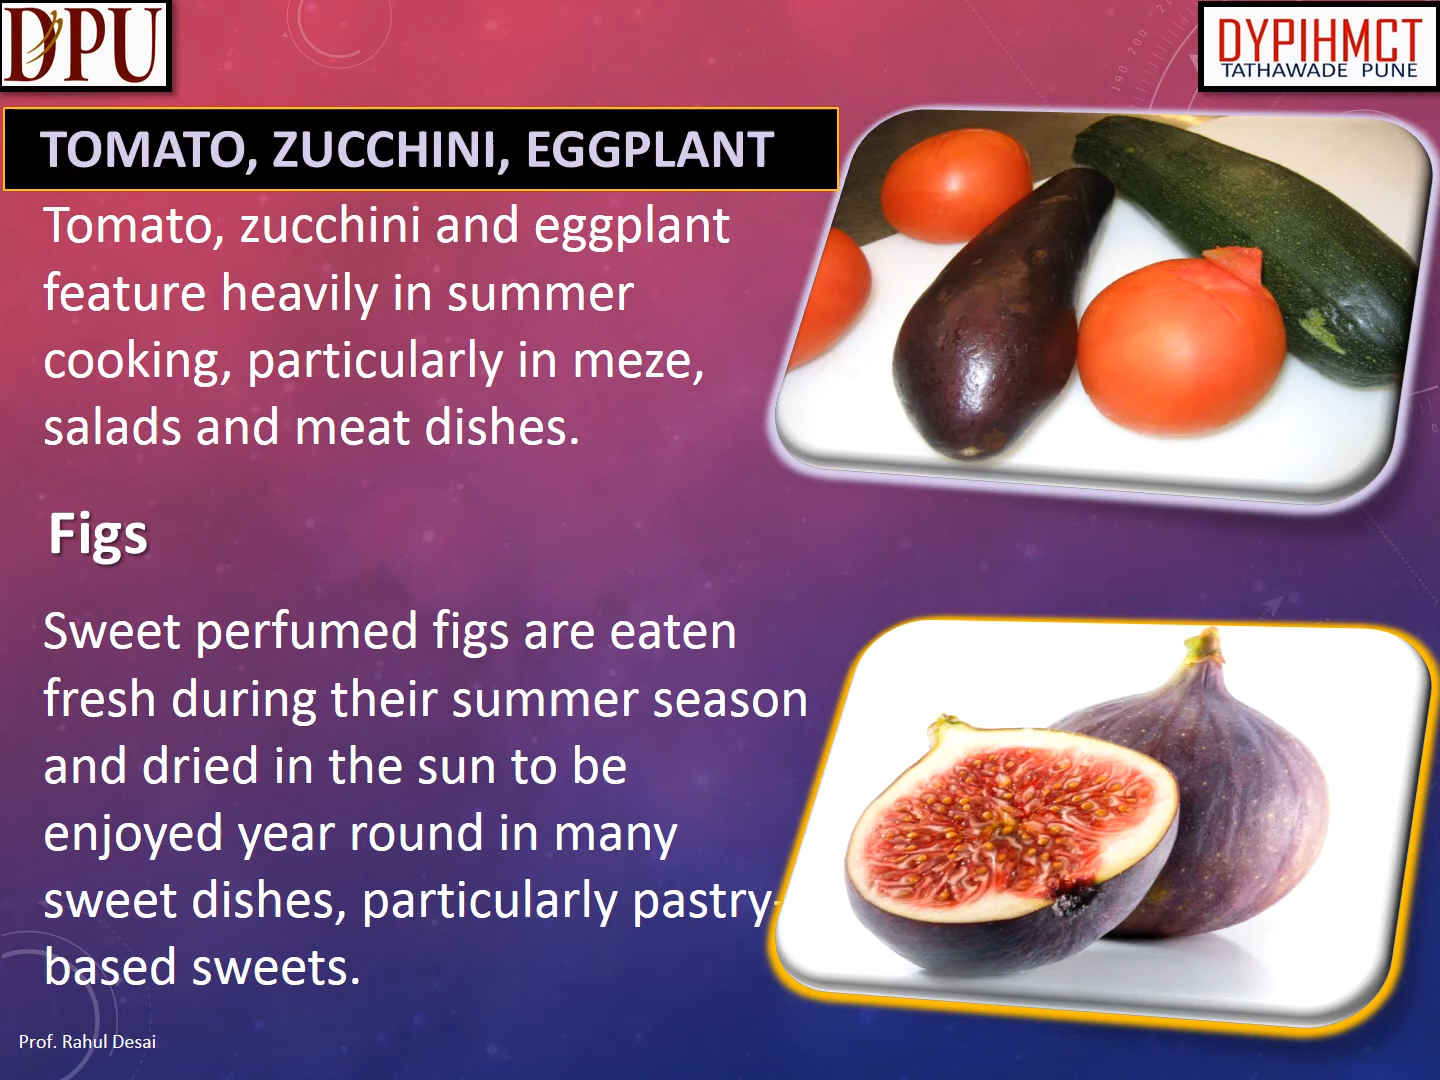 DPU
DYPIHMCT
TATHAWADE PUNE
TOMATO, ZUCCHINI, EGGPLANT
Tomato, zucchini and eggplant
feature heavily in summer
cooking, particularly in meze,
salads and meat dishes.
Figs
Sweet perfumed figs are eaten
fresh during their summer season
and dried in the sun to be
enjoyed year round in many
sweet dishes, particularly pastry-
based sweets.
Prof. Rahul Desai